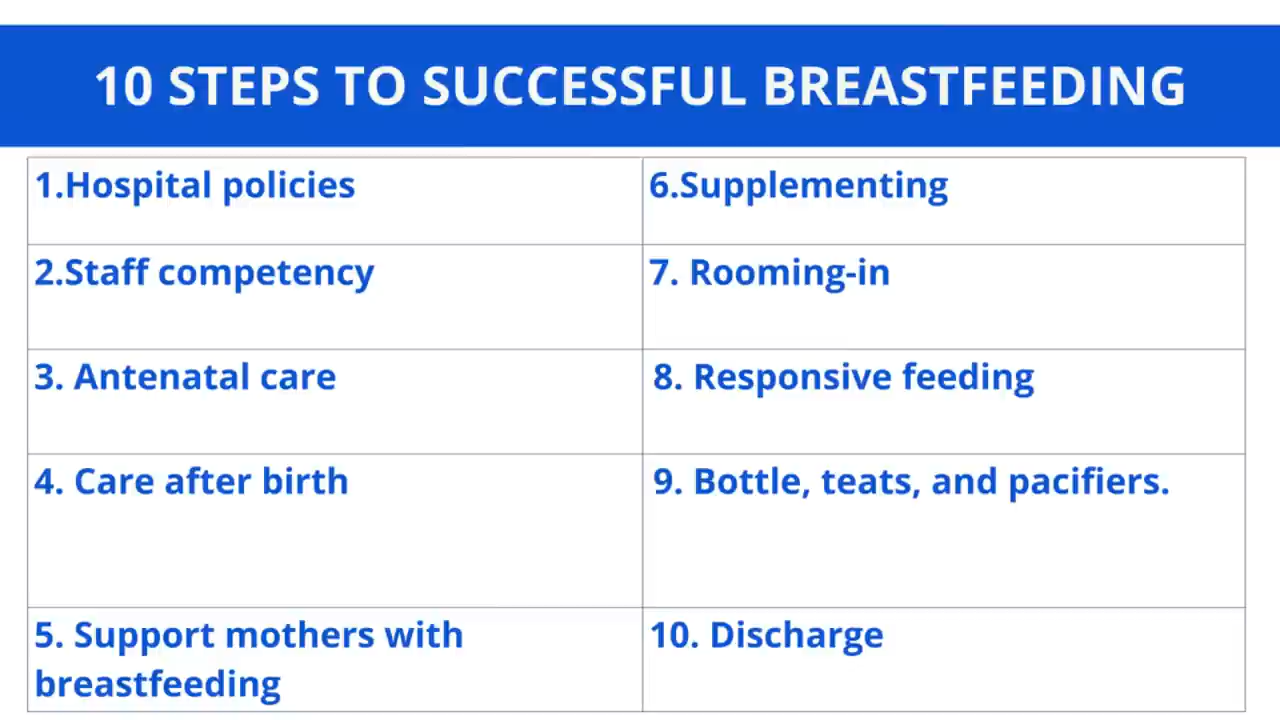 10 STEPS TO SUCCESSFUL BREASTFEEDING
1.Hospital policies
6.Supplementing
2.Staff competency
7. Rooming-in
3. Antenatal care
8. Responsive feeding
4. Care after birth
9. Bottle, teats, and pacifiers.
5. Support mothers with
breastfeeding
10. Discharge